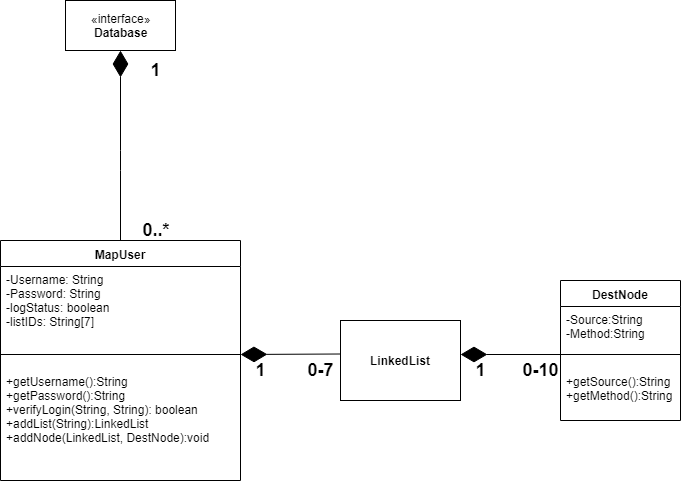 «interface»
Database
1
0..*
MapUser
-Username: String
-Password: String
-logStatus: boolean
-listIDs: String[7]
+getUsername():String
+getPassword():String
+verifyLogin(String, String): boolean
+addList(String):LinkedList
+addNode(LinkedList, DestNode):void
1
0-7
LinkedList
1
0-10
DestNode
-Source:String
-Method:String
+getSource():String
+getMethod():String